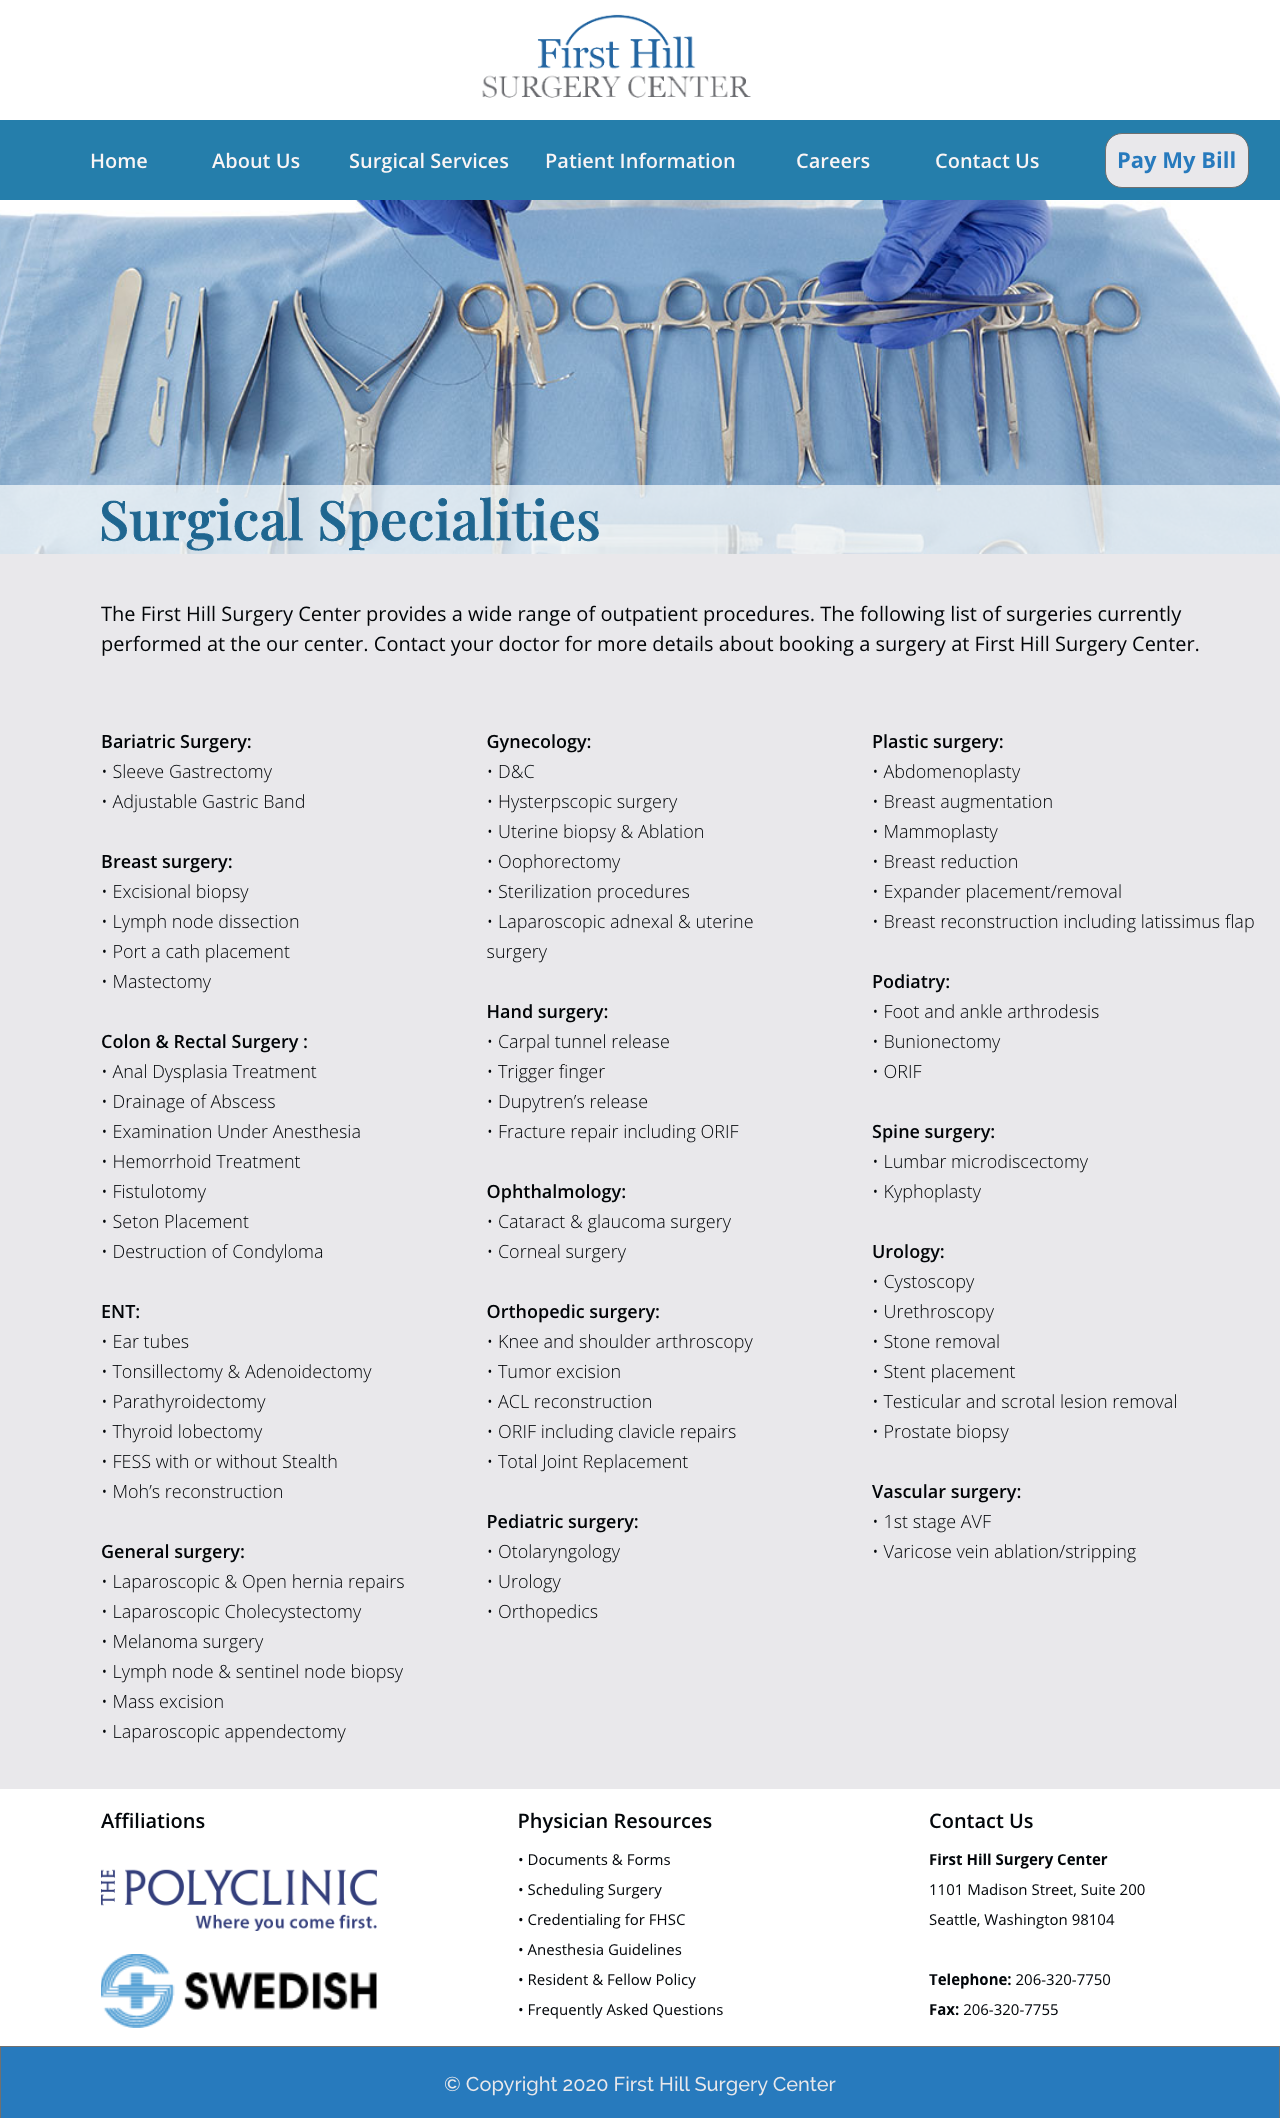 First Hill
SURGERY CENTER
Home
About Us
Surgical Services
Patient Information
Careers
Contact Us
Pay My Bill
Surgical Specialities
The First Hill Surgery Center provides a wide range of outpatient procedures. The following list of surgeries currently
performed at the our center. Contact your doctor for more details about booking a surgery at First Hill Surgery Center.
Bariatric Surgery:
• Sleeve Gastrectomy
• Adjustable Gastric Band
Breast surgery:
• Excisional biopsy
• Lymph node dissection
• Port a cath placement
• Mastectomy
Colon & Rectal Surgery :
• Anal Dysplasia Treatment
• Drainage of Abscess
• Examination Under Anesthesia
• Hemorrhoid Treatment
• Fistulotomy
• Seton Placement
• Destruction of Condyloma
ENT:
• Ear tubes
• Tonsillectomy & Adenoidectomy
• Parathyroidectomy
• Thyroid lobectomy
• FESS with or without Stealth
• Moh’s reconstruction
General surgery:
• Laparoscopic & Open hernia repairs
• Laparoscopic Cholecystectomy
• Melanoma surgery
• Lymph node & sentinel node biopsy
• Mass excision
• Laparoscopic appendectomy
Gynecology:
• D&C
• Hysterpscopic surgery
• Uterine biopsy & Ablation
• Oophorectomy
• Sterilization procedures
• Laparoscopic adnexal & uterine
surgery
Hand surgery:
• Carpal tunnel release
• Trigger finger
• Dupytren’s release
• Fracture repair including ORIF
Ophthalmology:
• Cataract & glaucoma surgery
• Corneal surgery
Orthopedic surgery:
• Knee and shoulder arthroscopy
• Tumor excision
• ACL reconstruction
• ORIF including clavicle repairs
• Total Joint Replacement
Pediatric surgery:
• Otolaryngology
• Urology
• Orthopedics
Plastic surgery:
• Abdomenoplasty
• Breast augmentation
• Mammoplasty
• Breast reduction
• Expander placement/removal
• Breast reconstruction including latissimus flap
Podiatry:
• Foot and ankle arthrodesis
• Bunionectomy
• ORIF
Spine surgery:
• Lumbar microdiscectomy
• Kyphoplasty
Urology:
• Cystoscopy
• Urethroscopy
• Stone removal
• Stent placement
• Testicular and scrotal lesion removal
• Prostate biopsy
Vascular surgery:
• 1st stage AVF
• Varicose vein ablation/stripping
Affiliations
THE POLYCLINIC
Where you come first.
SWEDISH
Physician Resources
• Documents & Forms
• Scheduling Surgery
• Credentialing for FHSC
• Anesthesia Guidelines
• Resident & Fellow Policy
• Frequently Asked Questions
Contact Us
First Hill Surgery Center
1101 Madison Street, Suite 200
Seattle, Washington 98104
Telephone: 206-320-7750
Fax: 206-320-7755
© Copyright 2020 First Hill Surgery Center